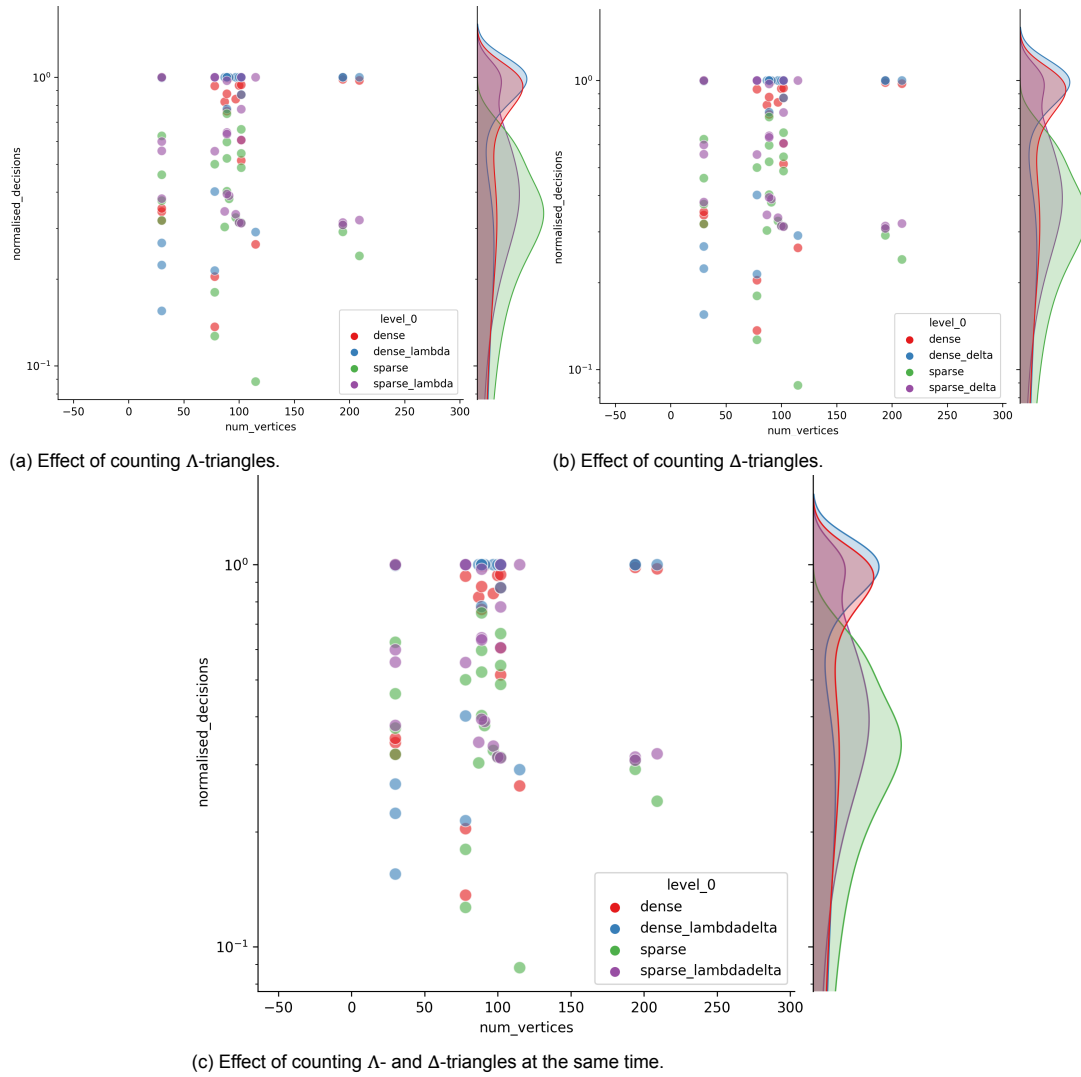 10⁰
10⁻¹
normalised_decisions
−50 0 50 100 150 200 250 300
num_vertices
level_0
dense
dense_lambda
sparse
sparse_lambda
(a) Effect of counting Λ-triangles.
10⁰
10⁻¹
normalised_decisions
−50 0 50 100 150 200 250 300
num_vertices
level_0
dense
dense_delta
sparse
sparse_delta
(b) Effect of counting Δ-triangles.
10⁰
10⁻¹
normalised_decisions
−50 0 50 100 150 200 250 300
num_vertices
level_0
dense
dense_lambdadelta
sparse
sparse_lambdadelta
(c) Effect of counting Λ- and Δ-triangles at the same time.